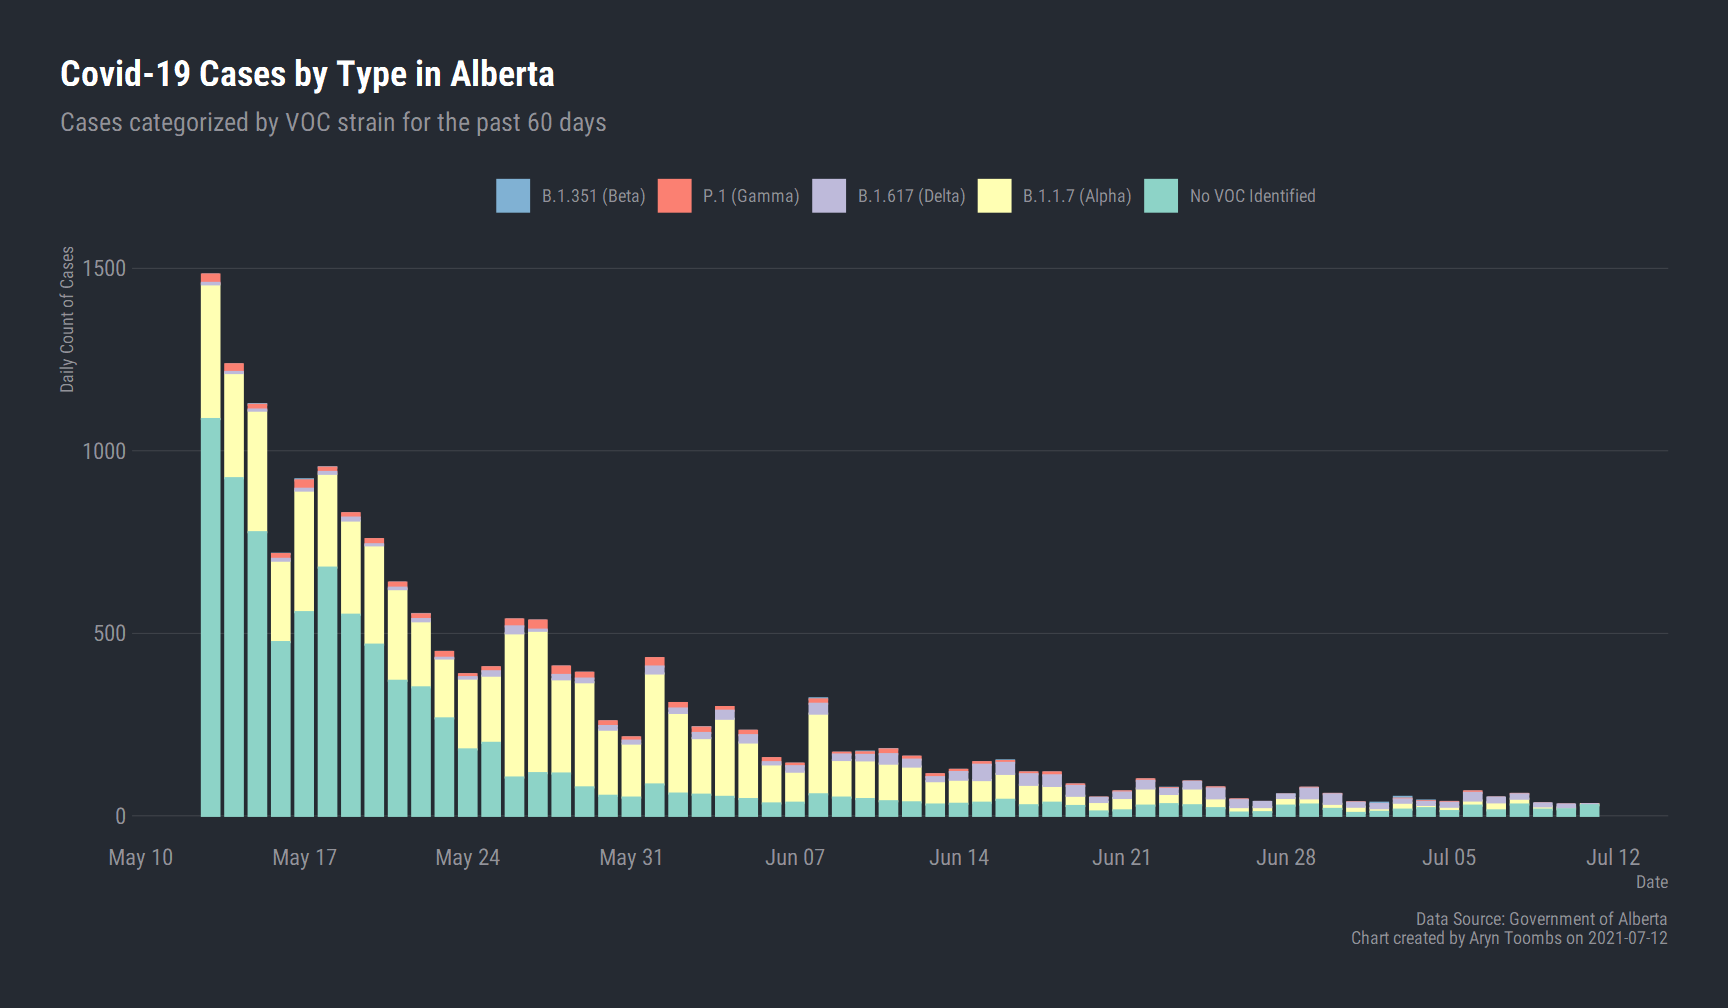 Covid-19 Cases by Type in Alberta
Cases categorized by VOC strain for the past 60 days
B.1.351 (Beta) P.1 (Gamma) B.1.617 (Delta) B.1.1.7 (Alpha) No VOC Identified
Daily Count of Cases
1500
1000
500
0
May 10 May 17 May 24 May 31 Jun 07 Jun 14 Jun 21 Jun 28 Jul 05 Jul 12
Date
Data Source: Government of Alberta
Chart created by Aryn Toombs on 2021-07-12